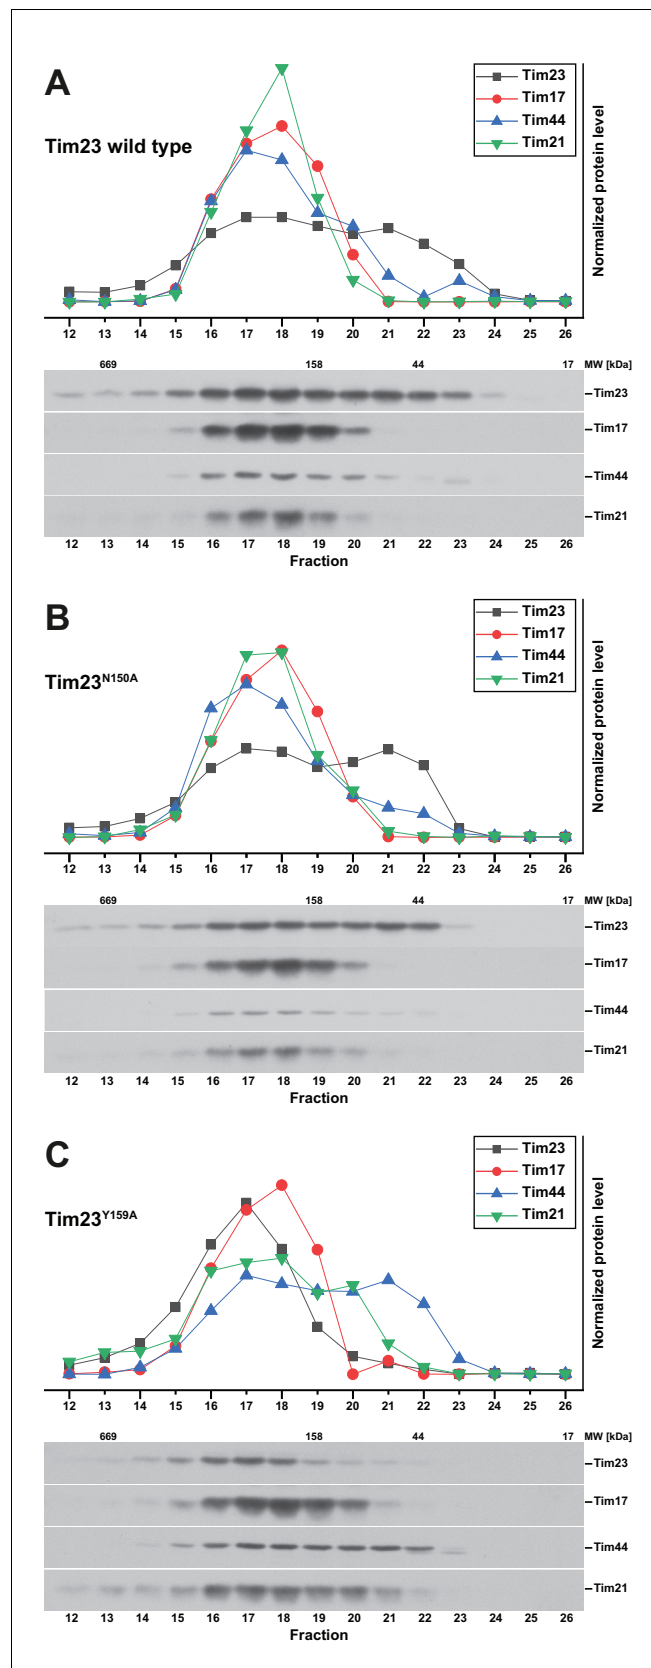 A
Tim23 wild type
Tim23
Tim17
Tim44
Tim21
Normalized protein level
12 13 14 15 16 17 18 19 20 21 22 23 24 25 26
669 158 44 17 MW [kDa]
Tim23
Tim17
Tim44
Tim21
12 13 14 15 16 17 18 19 20 21 22 23 24 25 26
Fraction
B
Tim23N150A
Tim23
Tim17
Tim44
Tim21
Normalized protein level
12 13 14 15 16 17 18 19 20 21 22 23 24 25 26
669 158 44 17 MW [kDa]
Tim23
Tim17
Tim44
Tim21
12 13 14 15 16 17 18 19 20 21 22 23 24 25 26
Fraction
C
Tim23Y159A
Tim23
Tim17
Tim44
Tim21
Normalized protein level
12 13 14 15 16 17 18 19 20 21 22 23 24 25 26
669 158 44 17 MW [kDa]
Tim23
Tim17
Tim44
Tim21
12 13 14 15 16 17 18 19 20 21 22 23 24 25 26
Fraction